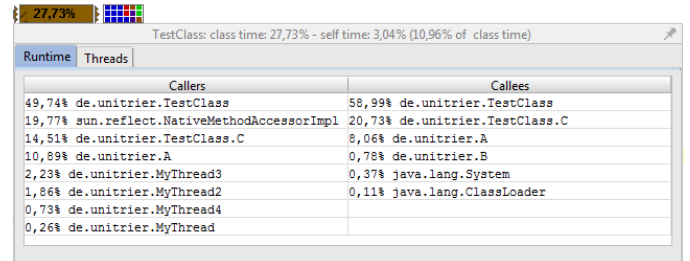 27,73%
TestClass: class time: 27,73% - self time: 3,04% (10,96% of class time)
Runtime Threads
Callers Callees
49,74% de.unitrier.TestClass 58,99% de.unitrier.TestClass
19,77% sun.reflect.NativeMethodAccessorImpl 20,73% de.unitrier.TestClass.C
14,51% de.unitrier.TestClass.C 8,06% de.unitrier.A
10,89% de.unitrier.A 0,78% de.unitrier.B
2,23% de.unitrier.MyThread3 0,37% java.lang.System
1,86% de.unitrier.MyThread2 0,11% java.lang.ClassLoader
0,73% de.unitrier.MyThread4
0,26% de.unitrier.MyThread